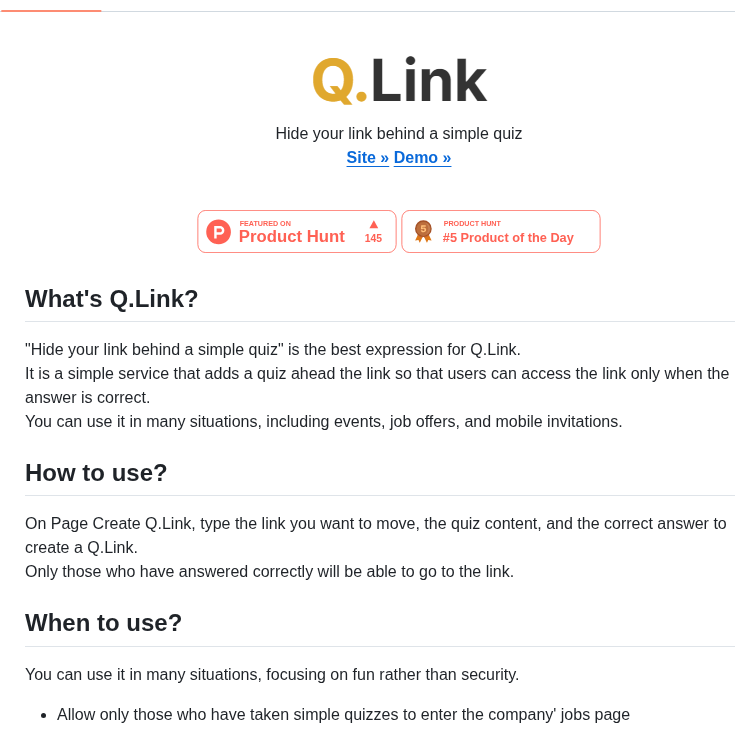 Q.Link
Hide your link behind a simple quiz
Site » Demo »
FEATURED ON
Product Hunt
▲
145
5
PRODUCT HUNT
#5 Product of the Day
What's Q.Link?
"Hide your link behind a simple quiz" is the best expression for Q.Link.
It is a simple service that adds a quiz ahead the link so that users can access the link only when the
answer is correct.
You can use it in many situations, including events, job offers, and mobile invitations.
How to use?
On Page Create Q.Link, type the link you want to move, the quiz content, and the correct answer to
create a Q.Link.
Only those who have answered correctly will be able to go to the link.
When to use?
You can use it in many situations, focusing on fun rather than security.
• Allow only those who have taken simple quizzes to enter the company' jobs page